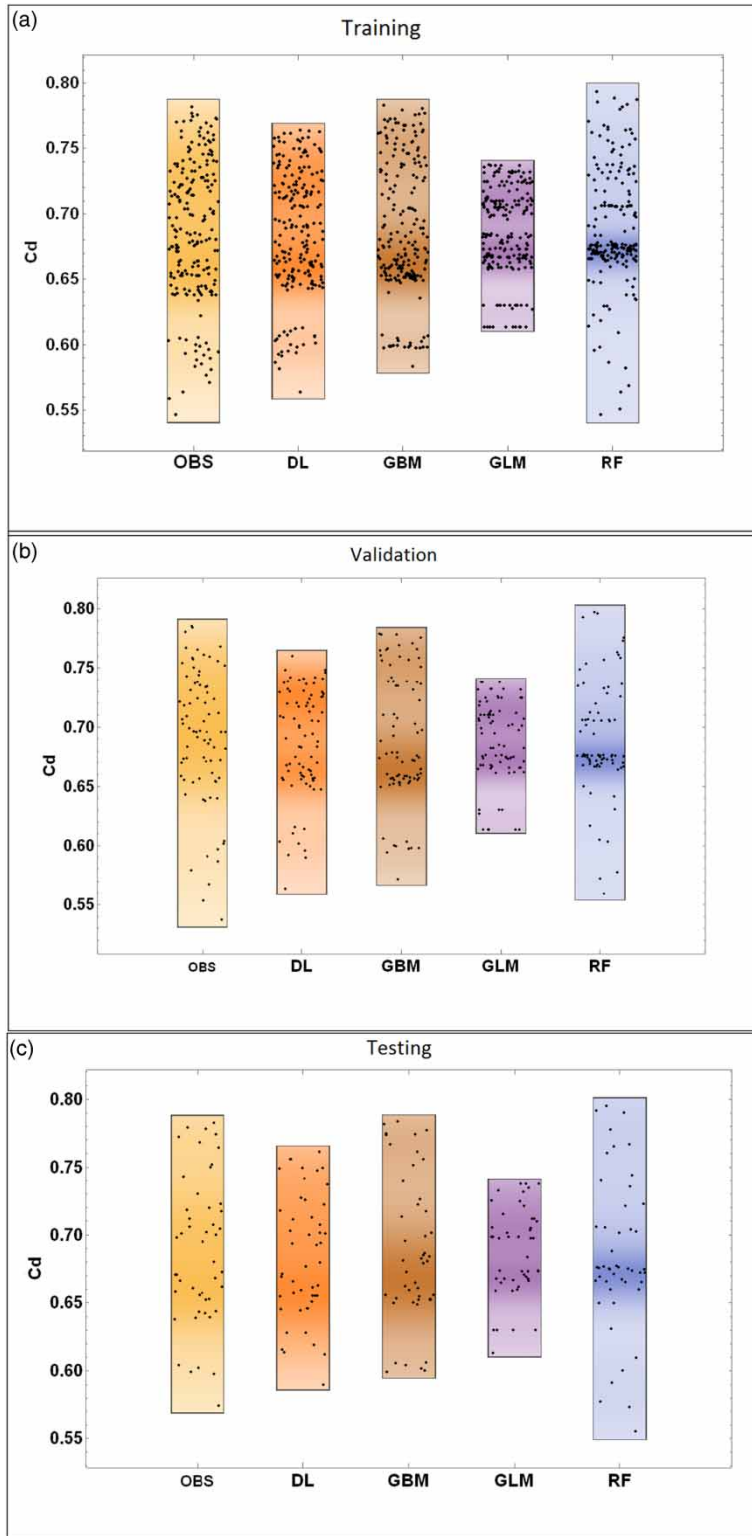 (a)
Training
0.80
0.75
0.70
Cd
0.65
0.60
0.55
OBS DL GBM GLM RF
(b)
Validation
0.80
0.75
0.70
Cd
0.65
0.60
0.55
OBS DL GBM GLM RF
(c)
Testing
0.80
0.75
0.70
Cd
0.65
0.60
0.55
OBS DL GBM GLM RF